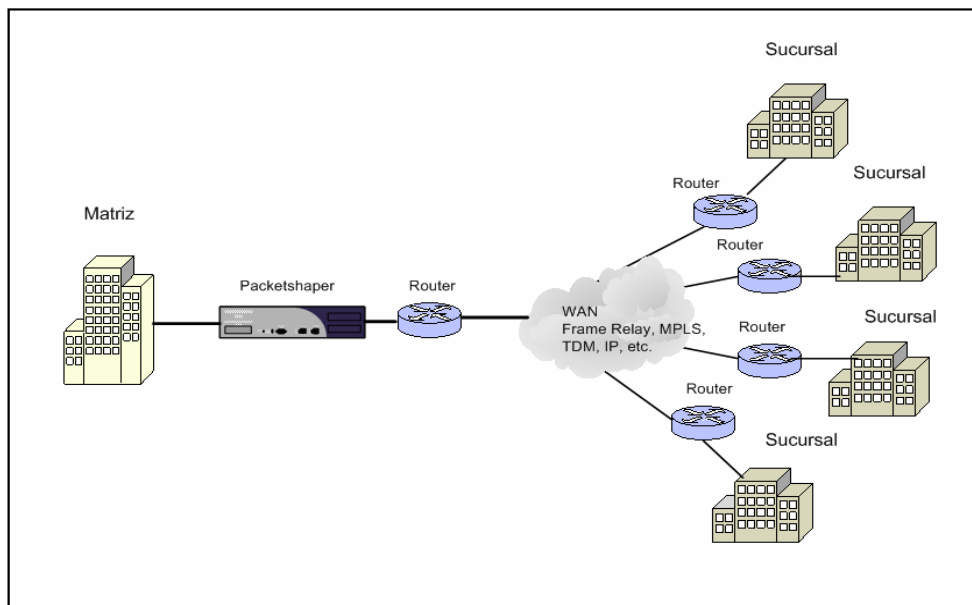 Sucursal
Router
Sucursal
Matriz
Router
Packetshaper
Router
WAN
Frame Relay, MPLS,
TDM, IP, etc.
Sucursal
Router
Router
Sucursal